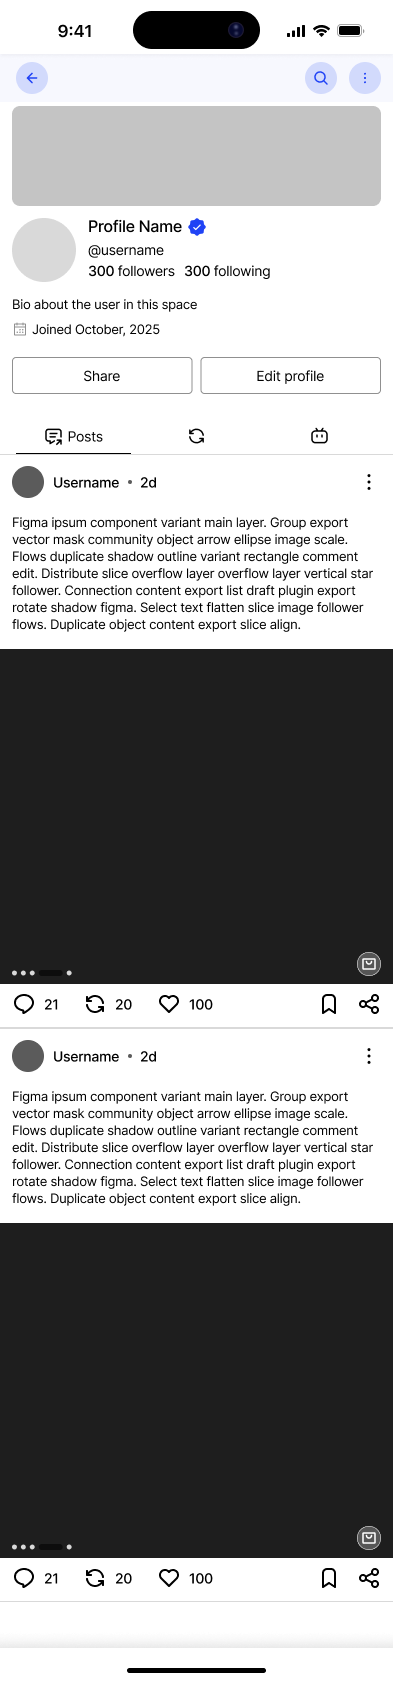 9:41
Profile Name
@username
300 followers 300 following
Bio about the user in this space
Joined October, 2025
Share
Edit profile
Posts
Username • 2d
Figma ipsum component variant main layer. Group export
vector mask community object arrow ellipse image scale.
Flows duplicate shadow outline variant rectangle comment
edit. Distribute slice overflow layer overflow layer vertical star
follower. Connection content export list draft plugin export
rotate shadow figma. Select text flatten slice image follower
flows. Duplicate object content export slice align.
21 20 100
Username • 2d
Figma ipsum component variant main layer. Group export
vector mask community object arrow ellipse image scale.
Flows duplicate shadow outline variant rectangle comment
edit. Distribute slice overflow layer overflow layer vertical star
follower. Connection content export list draft plugin export
rotate shadow figma. Select text flatten slice image follower
flows. Duplicate object content export slice align.
21 20 100